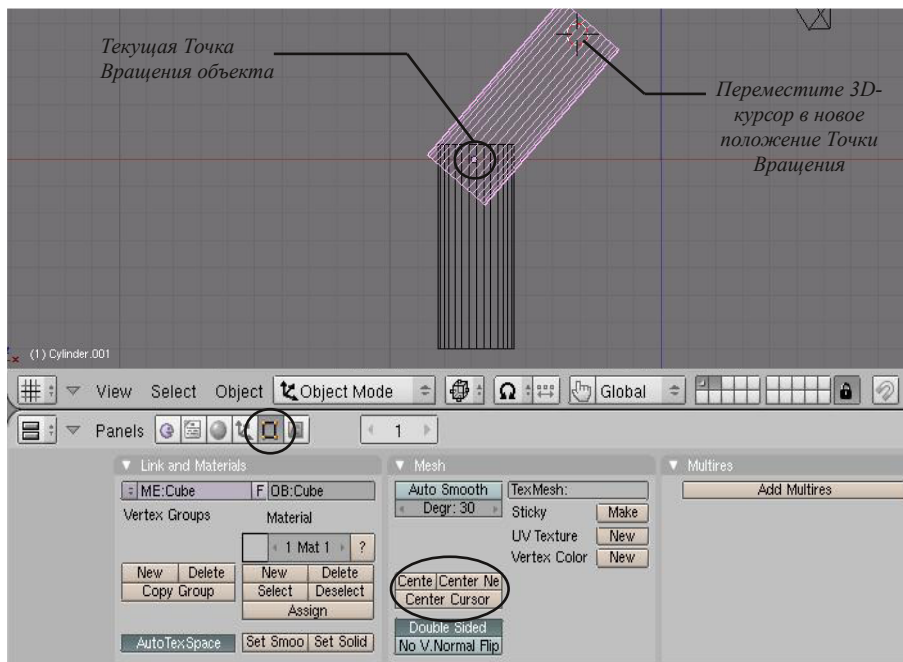 Текущая Точка
Вращения объекта
Переместите 3D-
курсор в новое
положение Точки
Вращения
(1) Cylinder.001
View Select Object Object Mode Global
Panels 1
Link and Materials
ME:Cube F OB:Cube
Vertex Groups Material
1 Mat 1 ?
New Delete New Delete
Copy Group Select Deselect
Assign
AutoTexSpace Set Smoo Set Solid
Mesh
Auto Smooth TexMesh:
Degr: 30 Sticky Make
UV Texture New
Vertex Color New
Cente Center Ne
Center Cursor
Double Sided
No V.Normal Flip
Multires
Add Multires